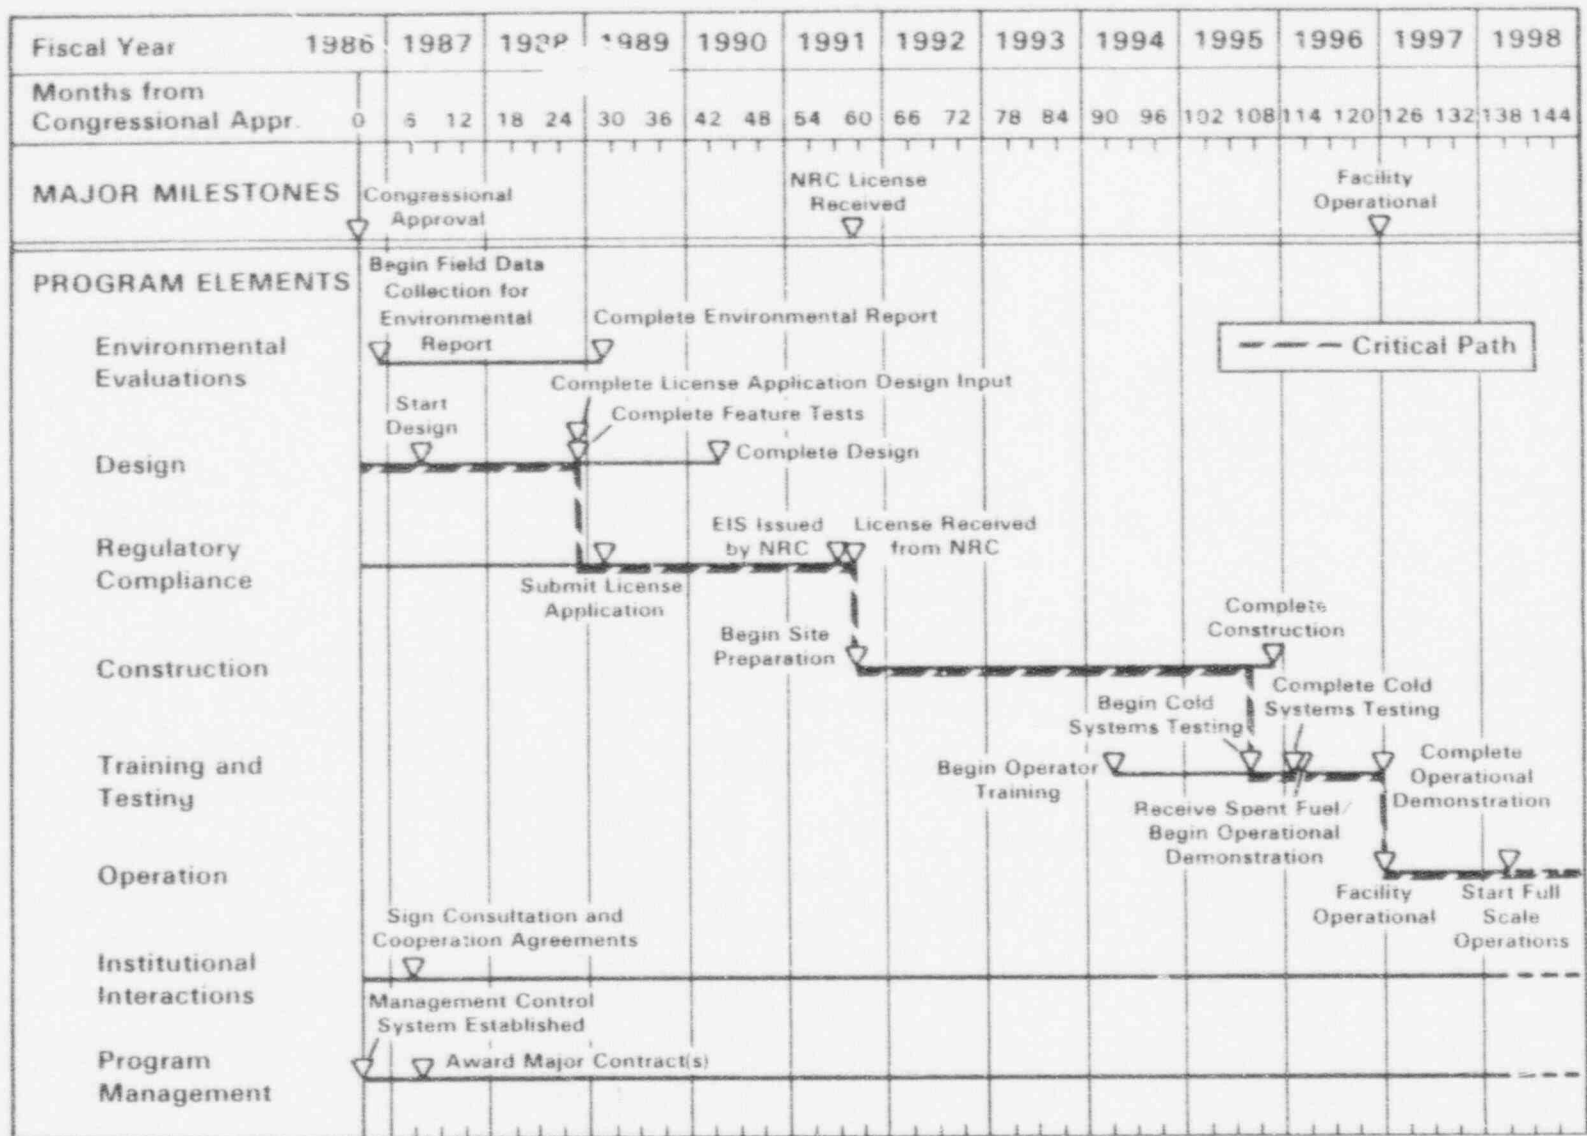 Fiscal Year 1986 1987 1988 1989 1990 1991 1992 1993 1994 1995 1996 1997 1998
Months from
Congressional Appr. 0 6 12 18 24 30 36 42 48 54 60 66 72 78 84 90 96 102 108 114 120 126 132 138 144
MAJOR MILESTONES
Congressional
Approval
NRC License
Received
Facility
Operational
PROGRAM ELEMENTS
Begin Field Data
Collection for
Environmental
Report
Complete Environmental Report
Environmental
Evaluations
Critical Path
Complete License Application Design Input
Start
Design
Complete Feature Tests
Design
Complete Design
Regulatory
Compliance
EIS Issued
by NRC
License Received
from NRC
Submit License
Application
Construction
Begin Site
Preparation
Complete
Construction
Begin Cold
Systems Testing
Complete Cold
Systems Testing
Training and
Testing
Begin Operator
Training
Complete
Operational
Demonstration
Receive Spent Fuel/
Begin Operational
Demonstration
Operation
Facility
Operational
Start Full
Scale
Operations
Sign Consultation and
Cooperation Agreements
Institutional
Interactions
Management Control
System Established
Program
Management
Award Major Contract(s)